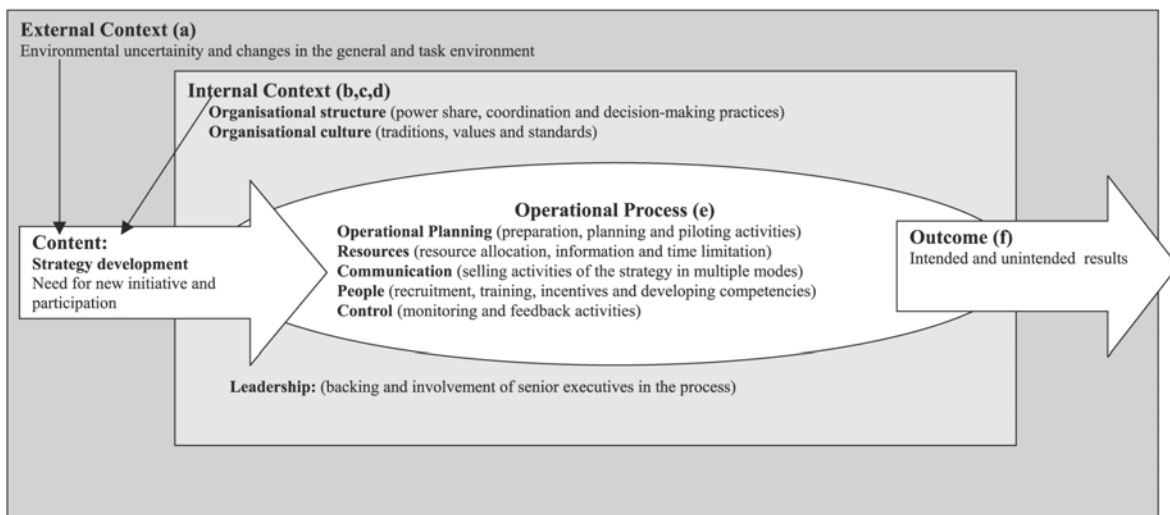 External Context (a)
Environmental uncertainity and changes in the general and task environment
Internal Context (b,c,d)
Organisational structure (power share, coordination and decision-making practices)
Organisational culture (traditions, values and standards)
Content:
Strategy development
Need for new initiative and
participation
Operational Process (e)
Operational Planning (preparation, planning and piloting activities)
Resources (resource allocation, information and time limitation)
Communication (selling activities of the strategy in multiple modes)
People (recruitment, training, incentives and developing competencies)
Control (monitoring and feedback activities)
Outcome (f)
Intended and unintended results
Leadership: (backing and involvement of senior executives in the process)